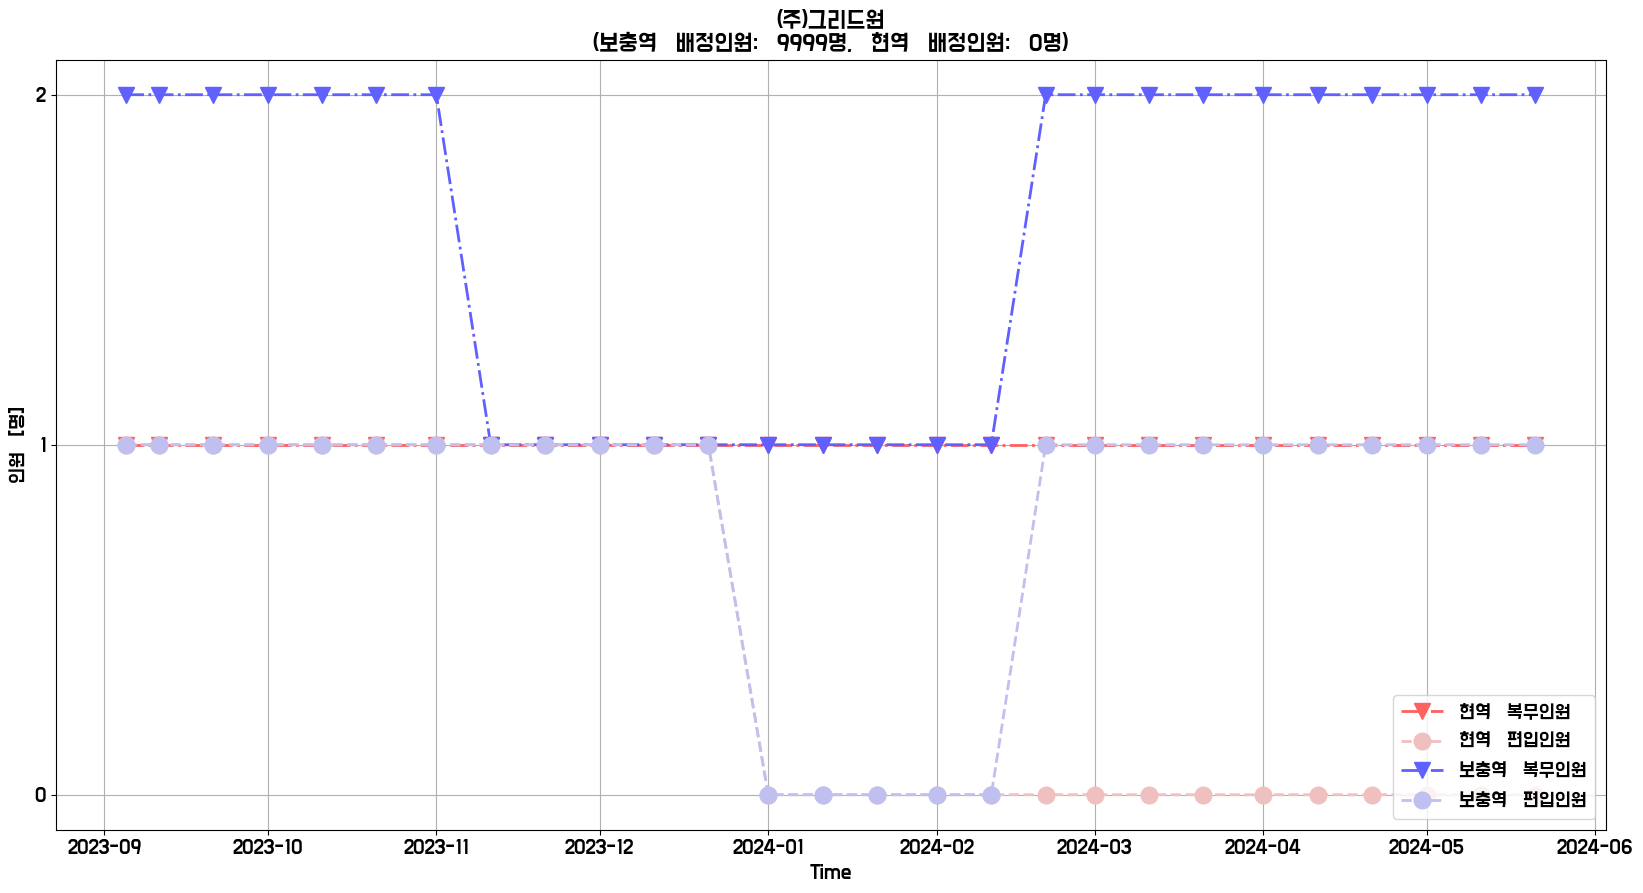 (주)그리드원
(보충역 배정인원: 9999명, 현역 배정인원: 0명)
인원 [명]
2
1
0
2023-09 2023-10 2023-11 2023-12 2024-01 2024-02 2024-03 2024-04 2024-05 2024-06
Time
현역 복무인원
현역 편입인원
보충역 복무인원
보충역 편입인원